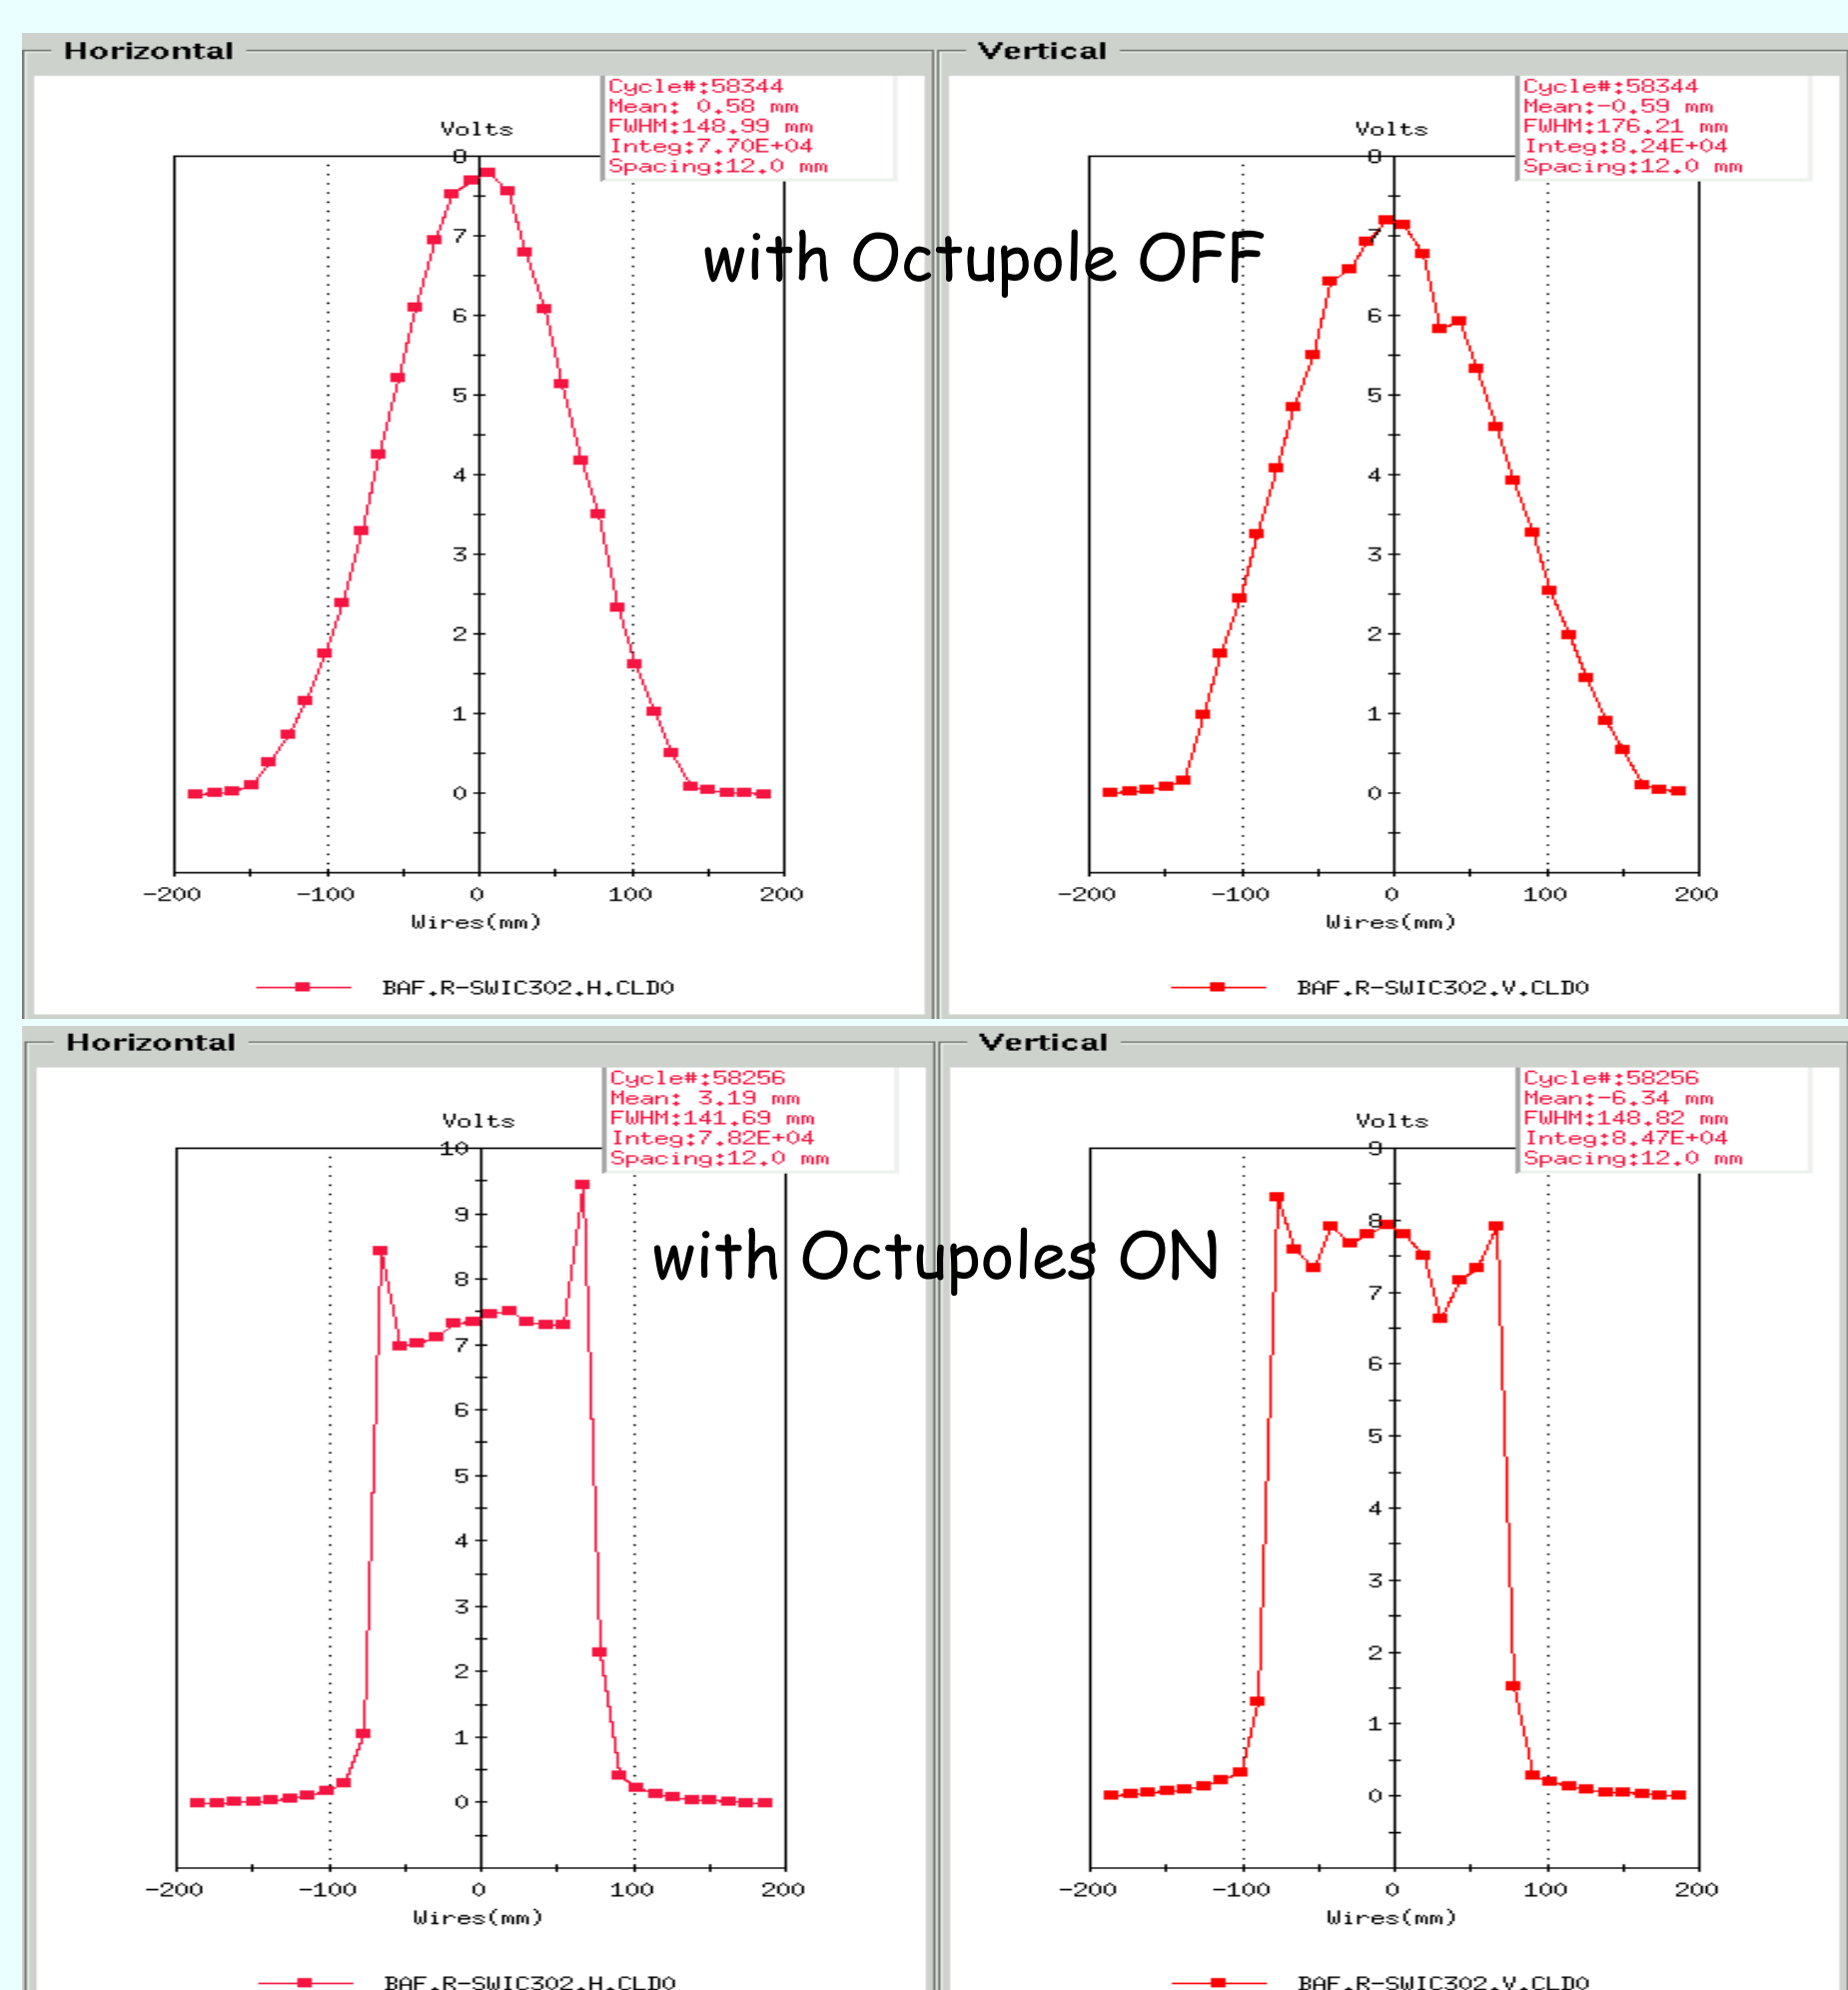 Horizontal
Cycle#:58344
Mean: 0.58 mm
FWHM:148.99 mm
Integ:7.70E+04
Spacing:12.0 mm
Volts
8
7
6
5
4
3
2
1
0
-200 -100 0 100 200
Wires(mm)
BAF.R-SWIC302.H.CLD0
Vertical
Cycle#:58344
Mean:-0.59 mm
FWHM:176.21 mm
Integ:8.24E+04
Spacing:12.0 mm
Volts
8
7
6
5
4
3
2
1
0
-200 -100 0 100 200
Wires(mm)
BAF.R-SWIC302.V.CLD0
with Octupole OFF
Horizontal
Cycle#:58256
Mean: 3.19 mm
FWHM:141.69 mm
Integ:7.82E+04
Spacing:12.0 mm
Volts
10
9
8
7
6
5
4
3
2
1
0
-200 -100 0 100 200
Wires(mm)
BAF.R-SWIC302.H.CLD0
Vertical
Cycle#:58256
Mean:-6.34 mm
FWHM:148.82 mm
Integ:8.47E+04
Spacing:12.0 mm
Volts
9
8
7
6
5
4
3
2
1
0
-200 -100 0 100 200
Wires(mm)
BAF.R-SWIC302.V.CLD0
with Octupoles ON